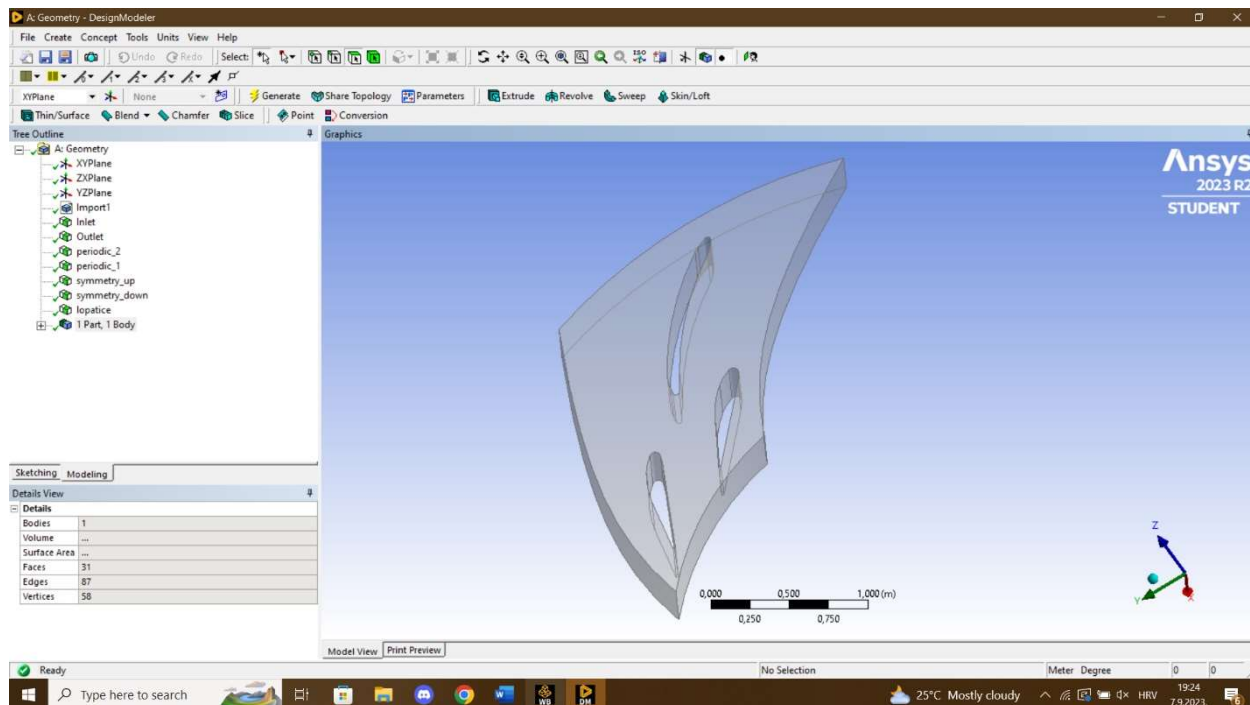 A: Geometry - DesignModeler
File Create Concept Tools Units View Help
Undo Redo Select:
XYPlane None Generate Share Topology Parameters Extrude Revolve Sweep Skin/Loft
Thin/Surface Blend Chamfer Slice Point Conversion
Tree Outline
A: Geometry
XYPlane
ZXPlane
YZPlane
Import1
Inlet
Outlet
periodic_2
periodic_1
symmetry_up
symmetry_down
lopatice
1 Part, 1 Body
Sketching Modeling
Details View
Details
Bodies 1
Volume ...
Surface Area ...
Faces 31
Edges 87
Vertices 58
Graphics
Ansys
2023 R2
STUDENT
Z
Y X
0,000 0,500 1,000 (m)
0,250 0,750
Model View Print Preview
Ready No Selection Meter Degree 0 0
Type here to search W WB DM 25°C Mostly cloudy HRV 19:24
7.9.2023. 6